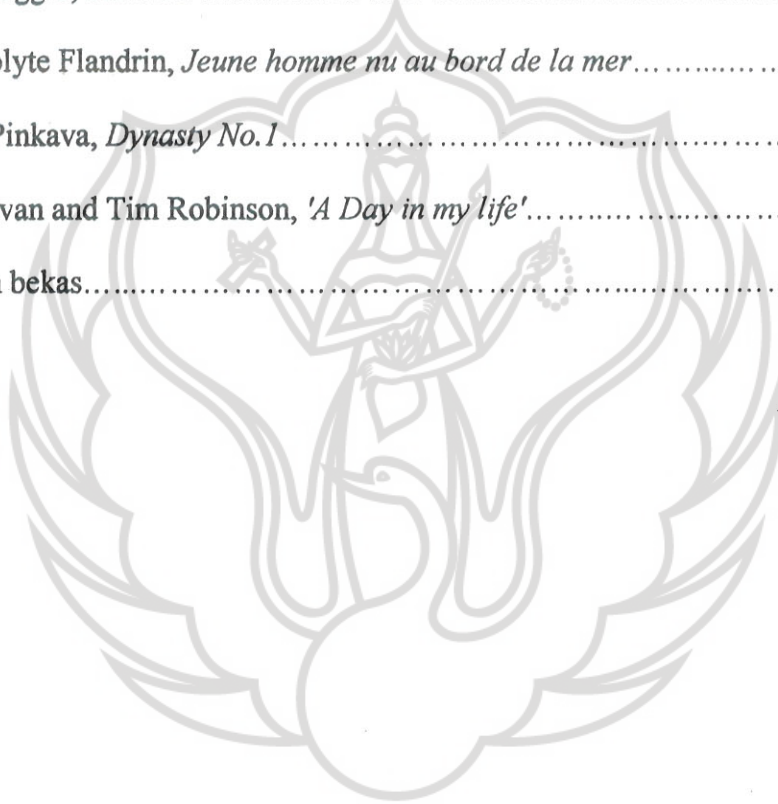 olyte Flandrin, Jeune homme nu au bord de la mer..................
Pinkava, Dynasty No.1............................................................
van and Tim Robinson, 'A Day in my life'..............................
bekas.....................................................................................